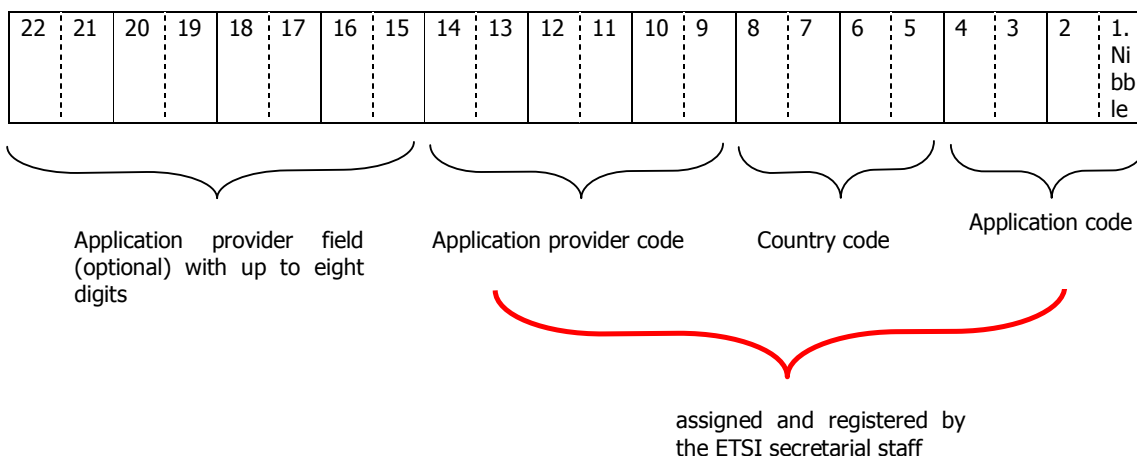 22 21 20 19 18 17 16 15 14 13 12 11 10 9 8 7 6 5 4 3 2 1.
Ni
bb
le
Application provider field
(optional) with up to eight
digits
Application provider code
Country code
Application code
assigned and registered by
the ETSI secretarial staff